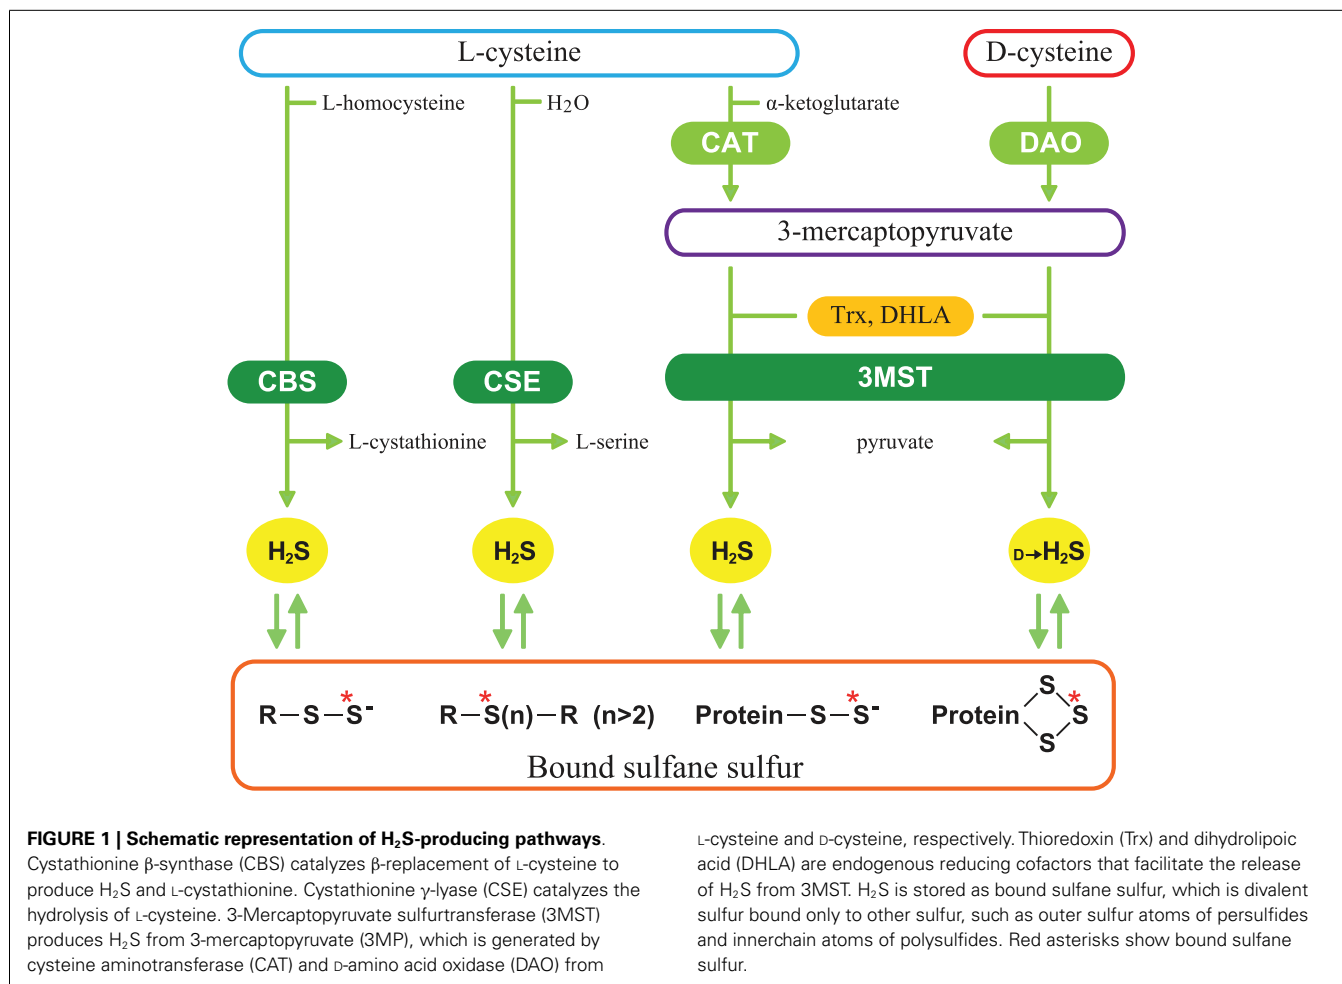 L-cysteine D-cysteine
L-homocysteine H₂O α-ketoglutarate
CAT DAO
3-mercaptopyruvate
Trx, DHLA
CBS CSE 3MST
L-cystathionine L-serine pyruvate
H₂S H₂S H₂S D→H₂S
R–S–S*⁻ R–S*(n)–R (n>2) Protein–S–S*⁻ Protein S S* S
Bound sulfane sulfur
FIGURE 1 | Schematic representation of H₂S-producing pathways.
Cystathionine β-synthase (CBS) catalyzes β-replacement of L-cysteine to
produce H₂S and L-cystathionine. Cystathionine γ-lyase (CSE) catalyzes the
hydrolysis of L-cysteine. 3-Mercaptopyruvate sulfurtransferase (3MST)
produces H₂S from 3-mercaptopyruvate (3MP), which is generated by
cysteine aminotransferase (CAT) and D-amino acid oxidase (DAO) from
L-cysteine and D-cysteine, respectively. Thioredoxin (Trx) and dihydrolipoic
acid (DHLA) are endogenous reducing cofactors that facilitate the release
of H₂S from 3MST. H₂S is stored as bound sulfane sulfur, which is divalent
sulfur bound only to other sulfur, such as outer sulfur atoms of persulfides
and innerchain atoms of polysulfides. Red asterisks show bound sulfane
sulfur.